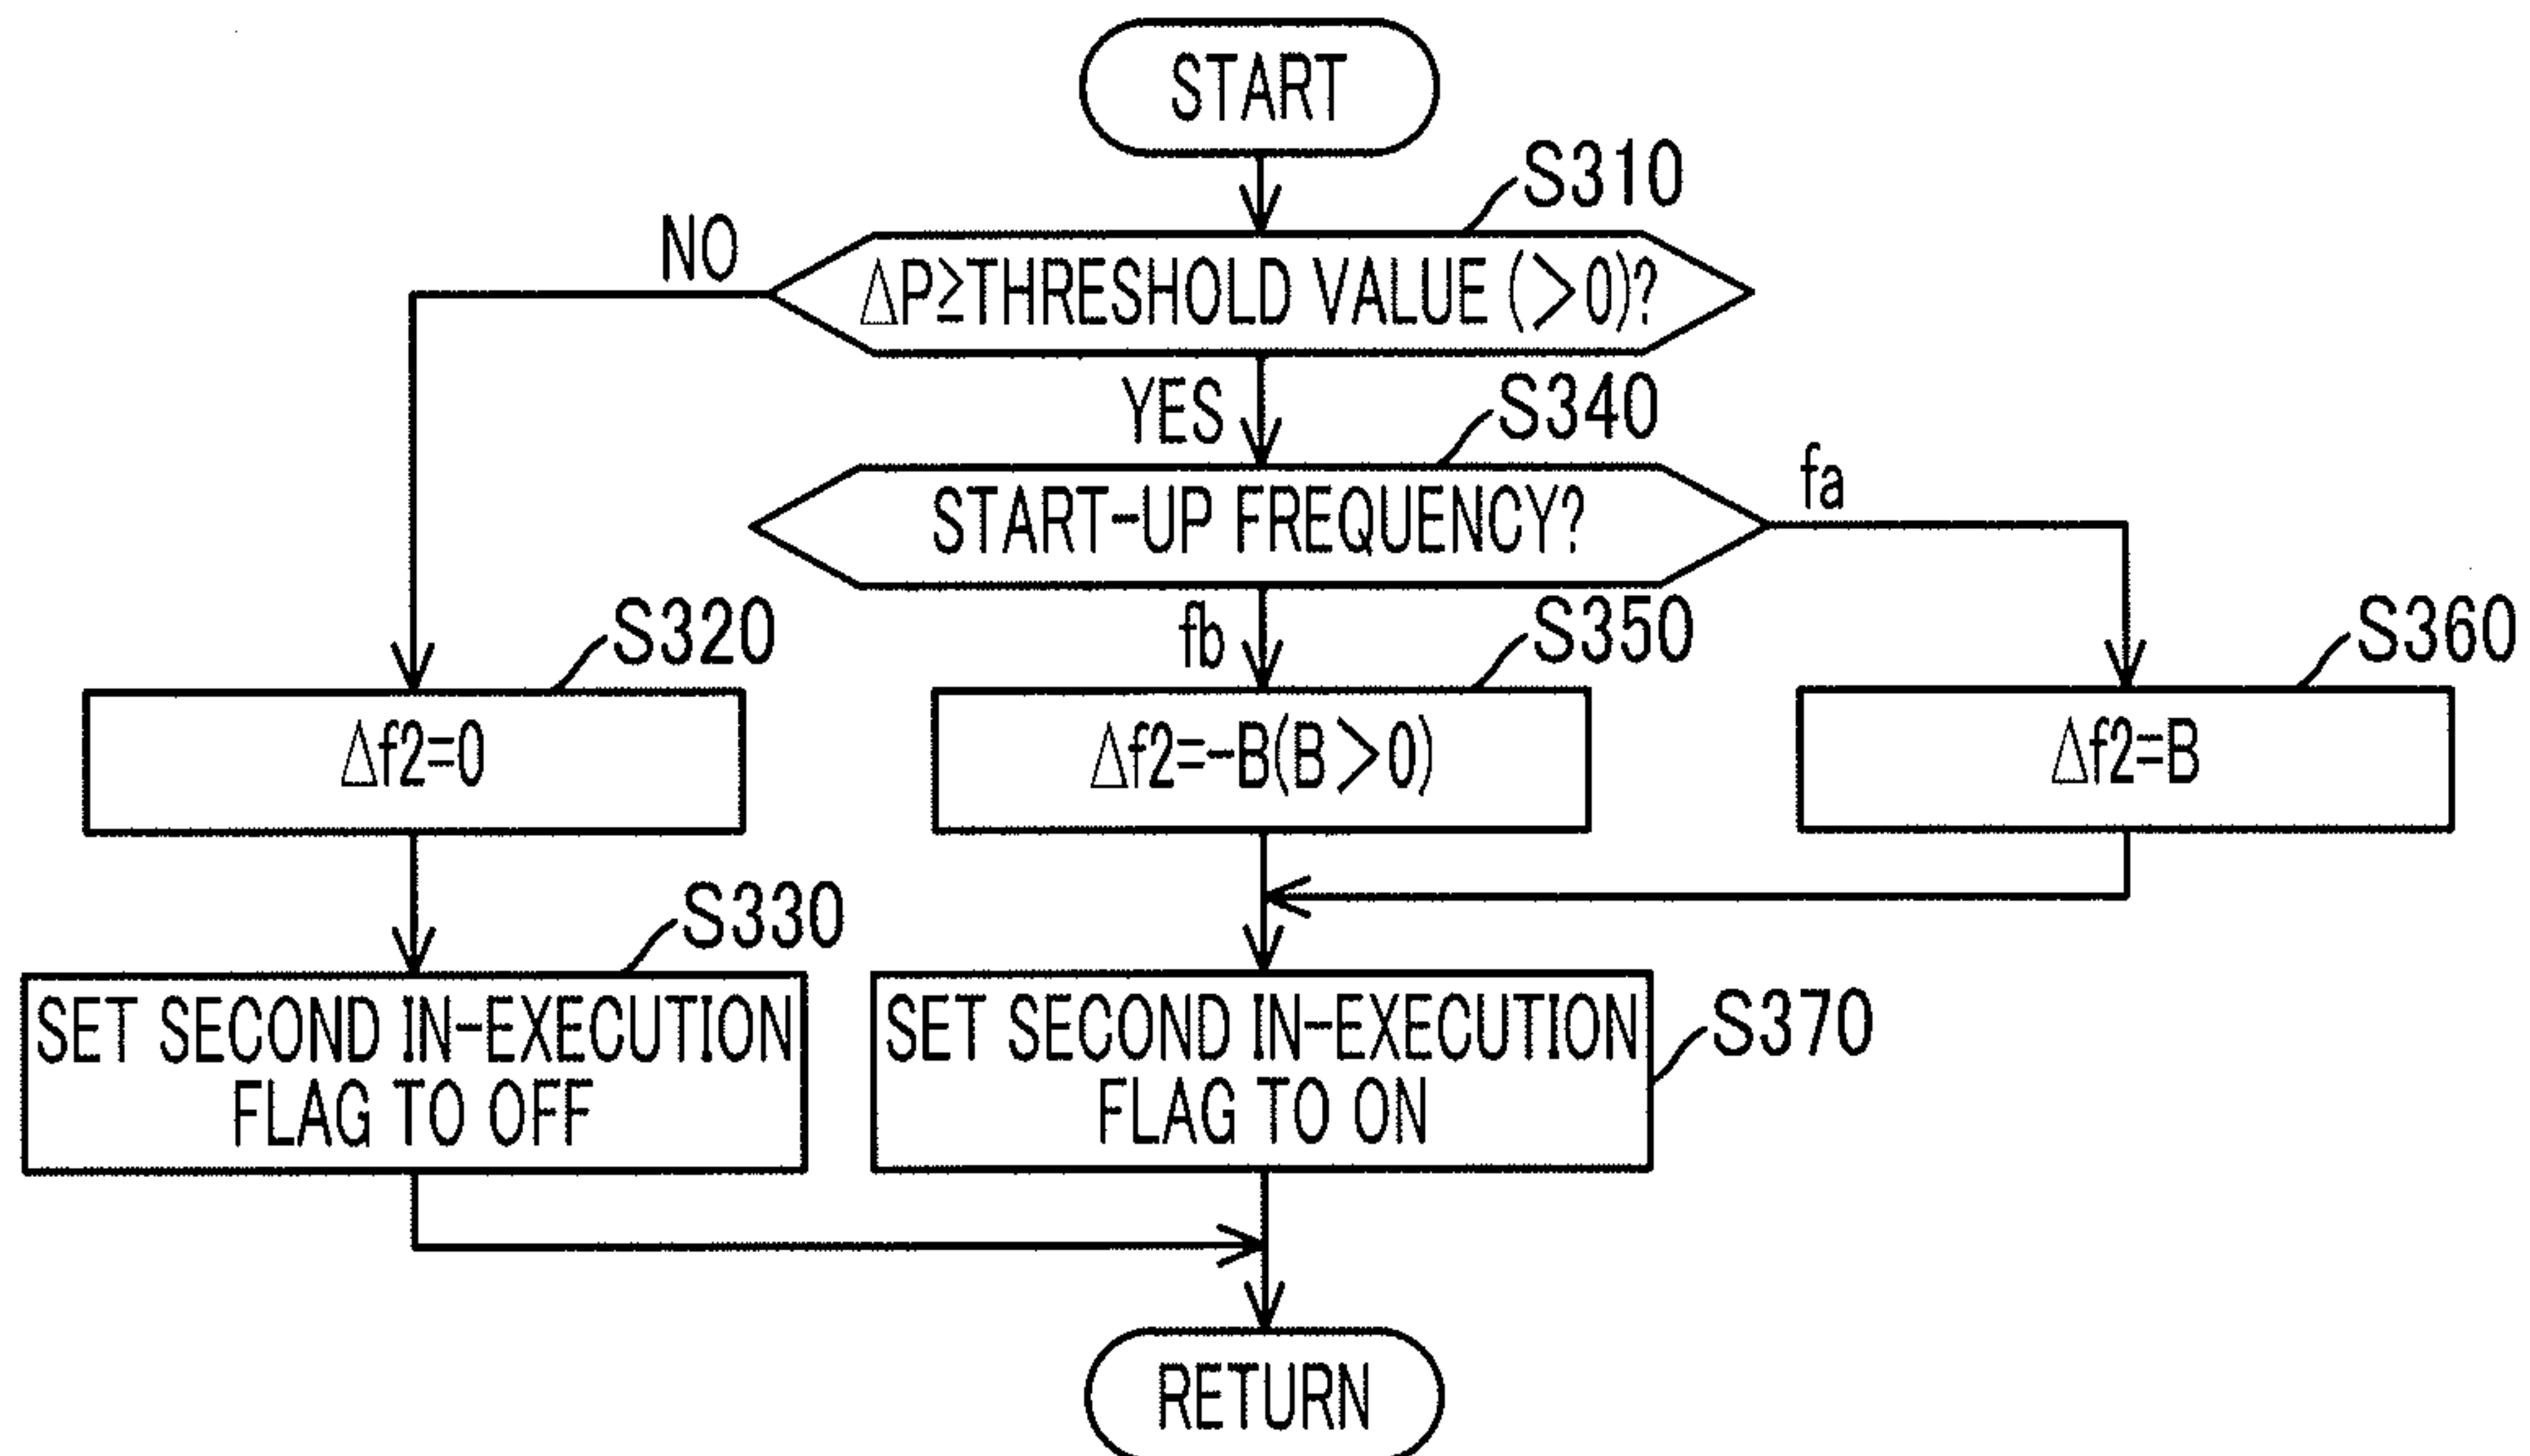 START
S310
NO
ΔP≥THRESHOLD VALUE (>0)?
YES
S340
START-UP FREQUENCY?
fa
fb
S320
S350
S360
Δf2=0
Δf2=-B(B>0)
Δf2=B
S330
SET SECOND IN-EXECUTION
FLAG TO OFF
SET SECOND IN-EXECUTION
FLAG TO ON
S370
RETURN